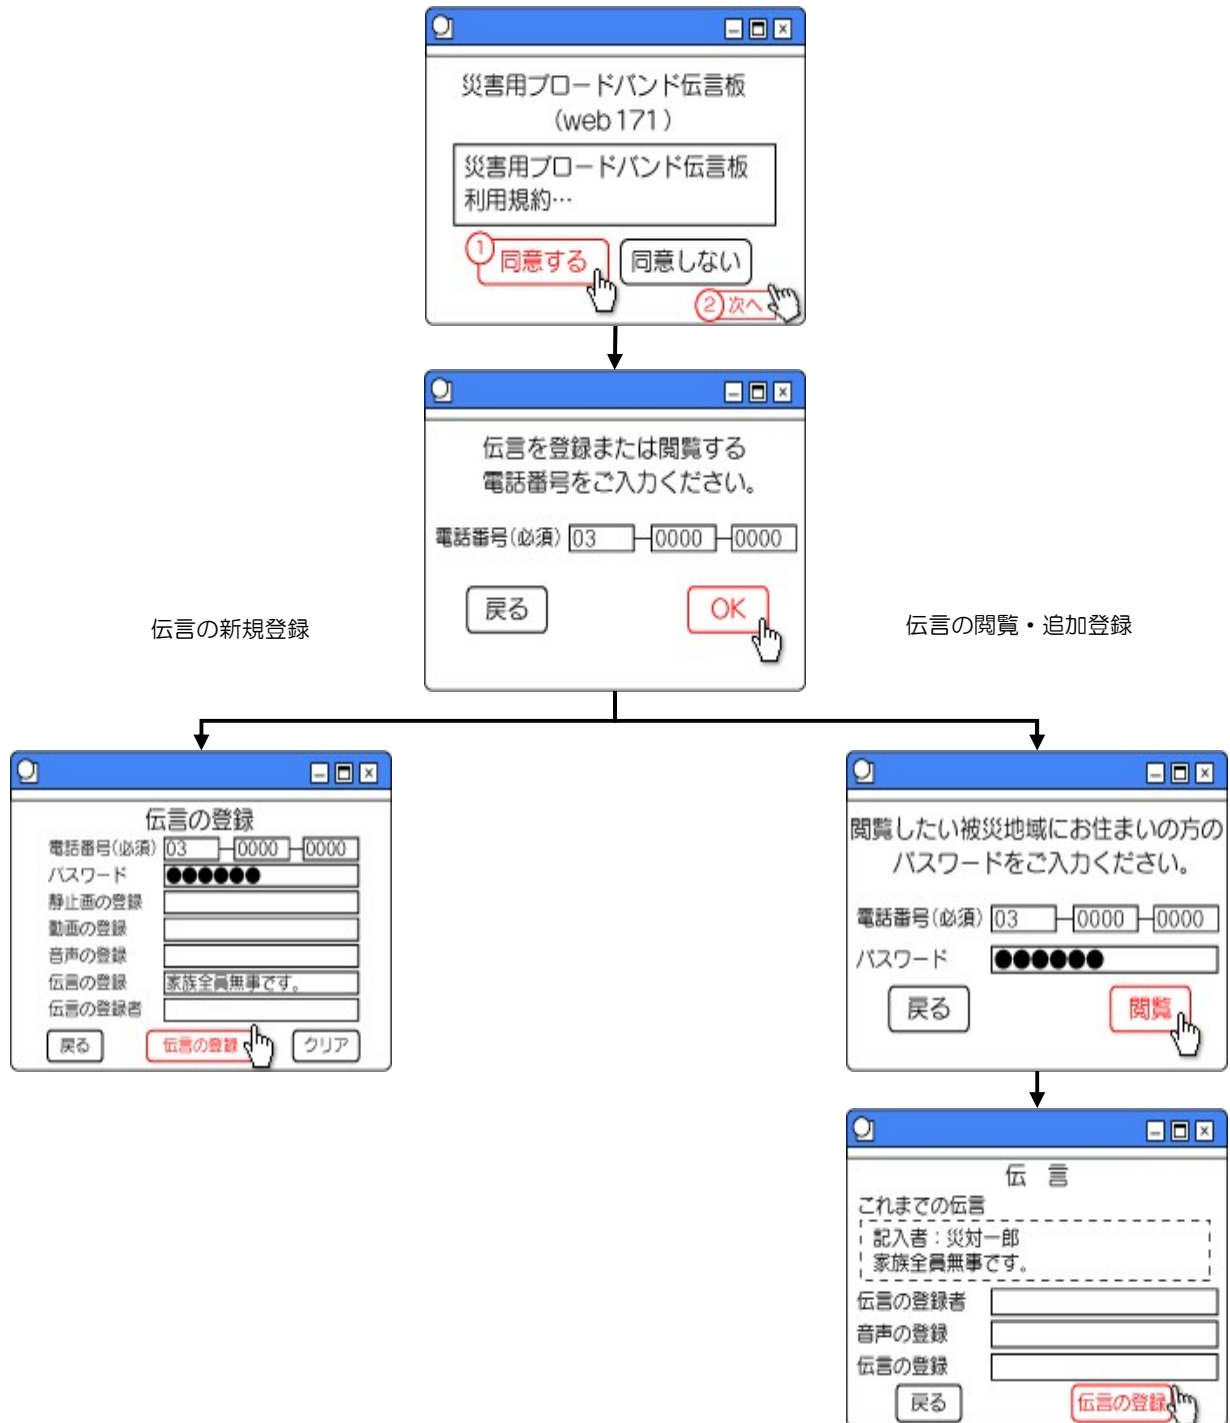 災害用ブロードバンド伝言板
(web171)
災害用ブロードバンド伝言板
利用規約…
① 同意する 同意しない
② 次へ
伝言を登録または閲覧する
電話番号をご入力ください。
電話番号(必須) 03 0000 0000
戻る OK
伝言の新規登録
伝言の閲覧・追加登録
伝言の登録
電話番号(必須) 03 0000 0000
パスワード ●●●●●●
静止画の登録
動画の登録
音声の登録
伝言の登録 家族全員無事です。
伝言の登録者
戻る 伝言の登録 クリア
閲覧したい被災地域にお住まいの方の
パスワードをご入力ください。
電話番号(必須) 03 0000 0000
パスワード ●●●●●●
戻る 閲覧
伝 言
これまでの伝言
記入者:災対一郎
家族全員無事です。
伝言の登録者
音声の登録
伝言の登録
戻る 伝言の登録